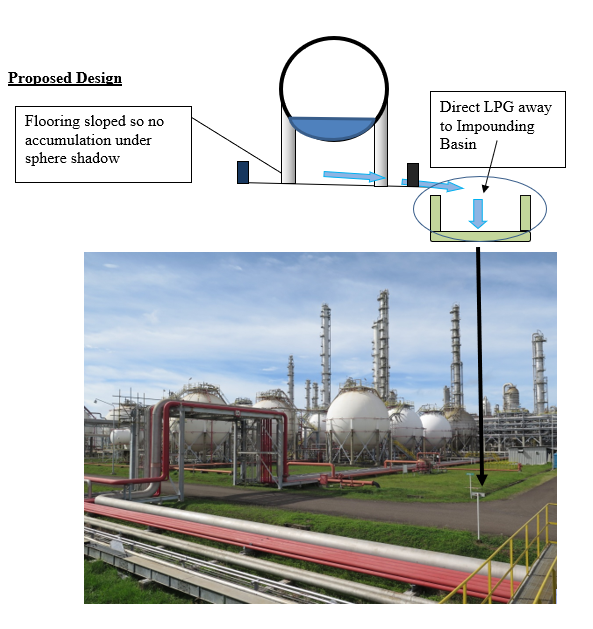 Proposed Design
Flooring sloped so no
accumulation under
sphere shadow
Direct LPG away
to Impounding
Basin